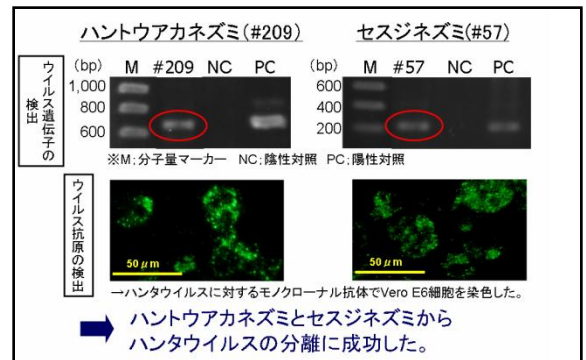 ハントウアカネズミ(#209)
セスジネズミ(#57)
ウイルス遺伝子の検出
(bp) M #209 NC PC
1,000
800
600
(bp) M #57 NC PC
600
400
200
※M:分子量マーカー NC:陰性対照 PC:陽性対照
ウイルス抗原の検出
50μm
50μm
→ハンタウイルスに対するモノクローナル抗体でVero E6細胞を染色した。
ハントウアカネズミとセスジネズミから
ハンタウイルスの分離に成功した。